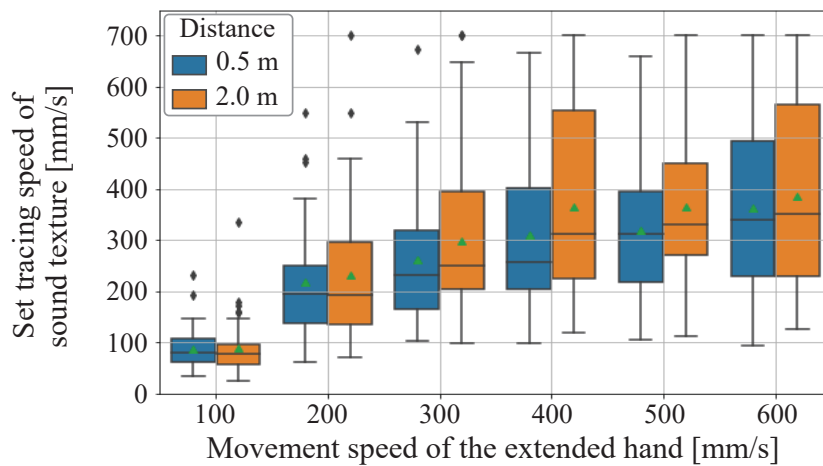 Distance
0.5 m
2.0 m
Set tracing speed of
sound texture [mm/s]
700
600
500
400
300
200
100
0
100 200 300 400 500 600
Movement speed of the extended hand [mm/s]